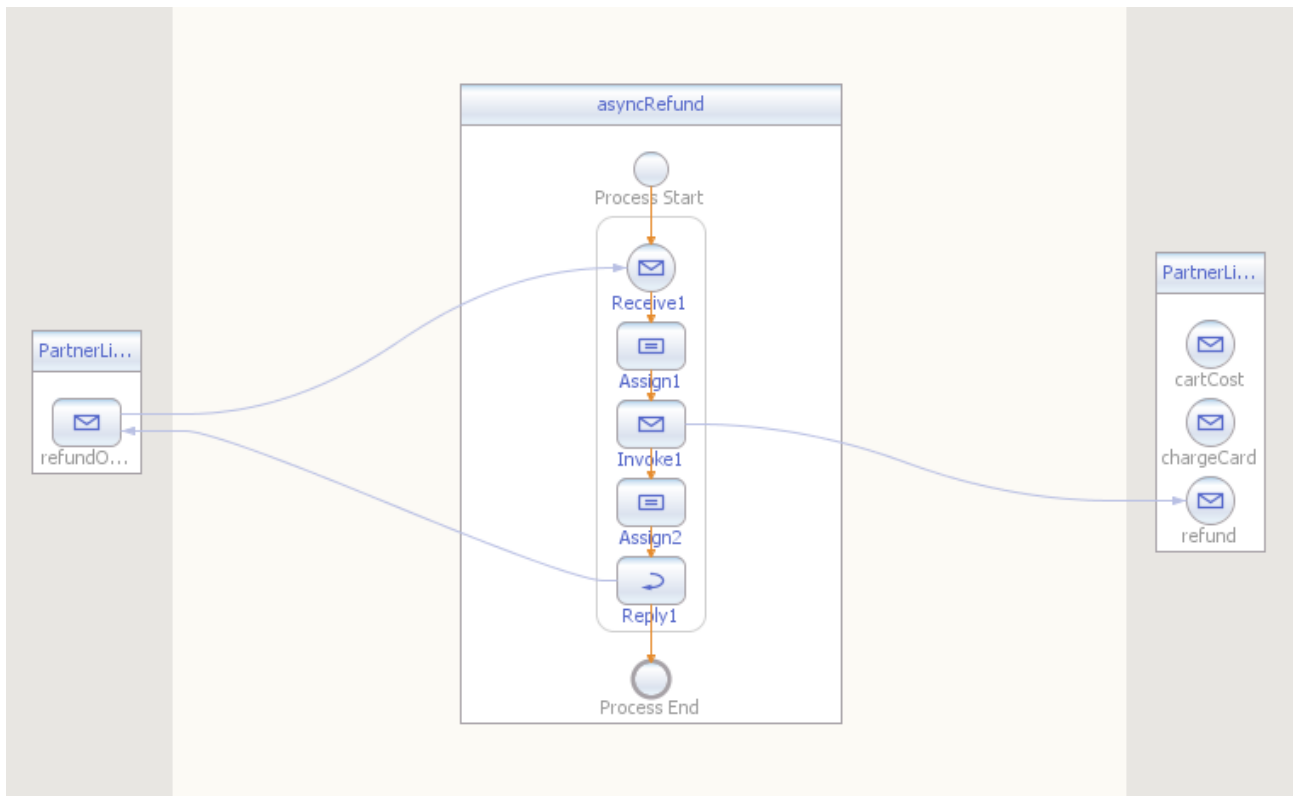 asyncRefund
Process Start
Receive1
Assign1
Invoke1
Assign2
Reply1
Process End
PartnerLi...
refundO...
PartnerLi...
cartCost
chargeCard
refund